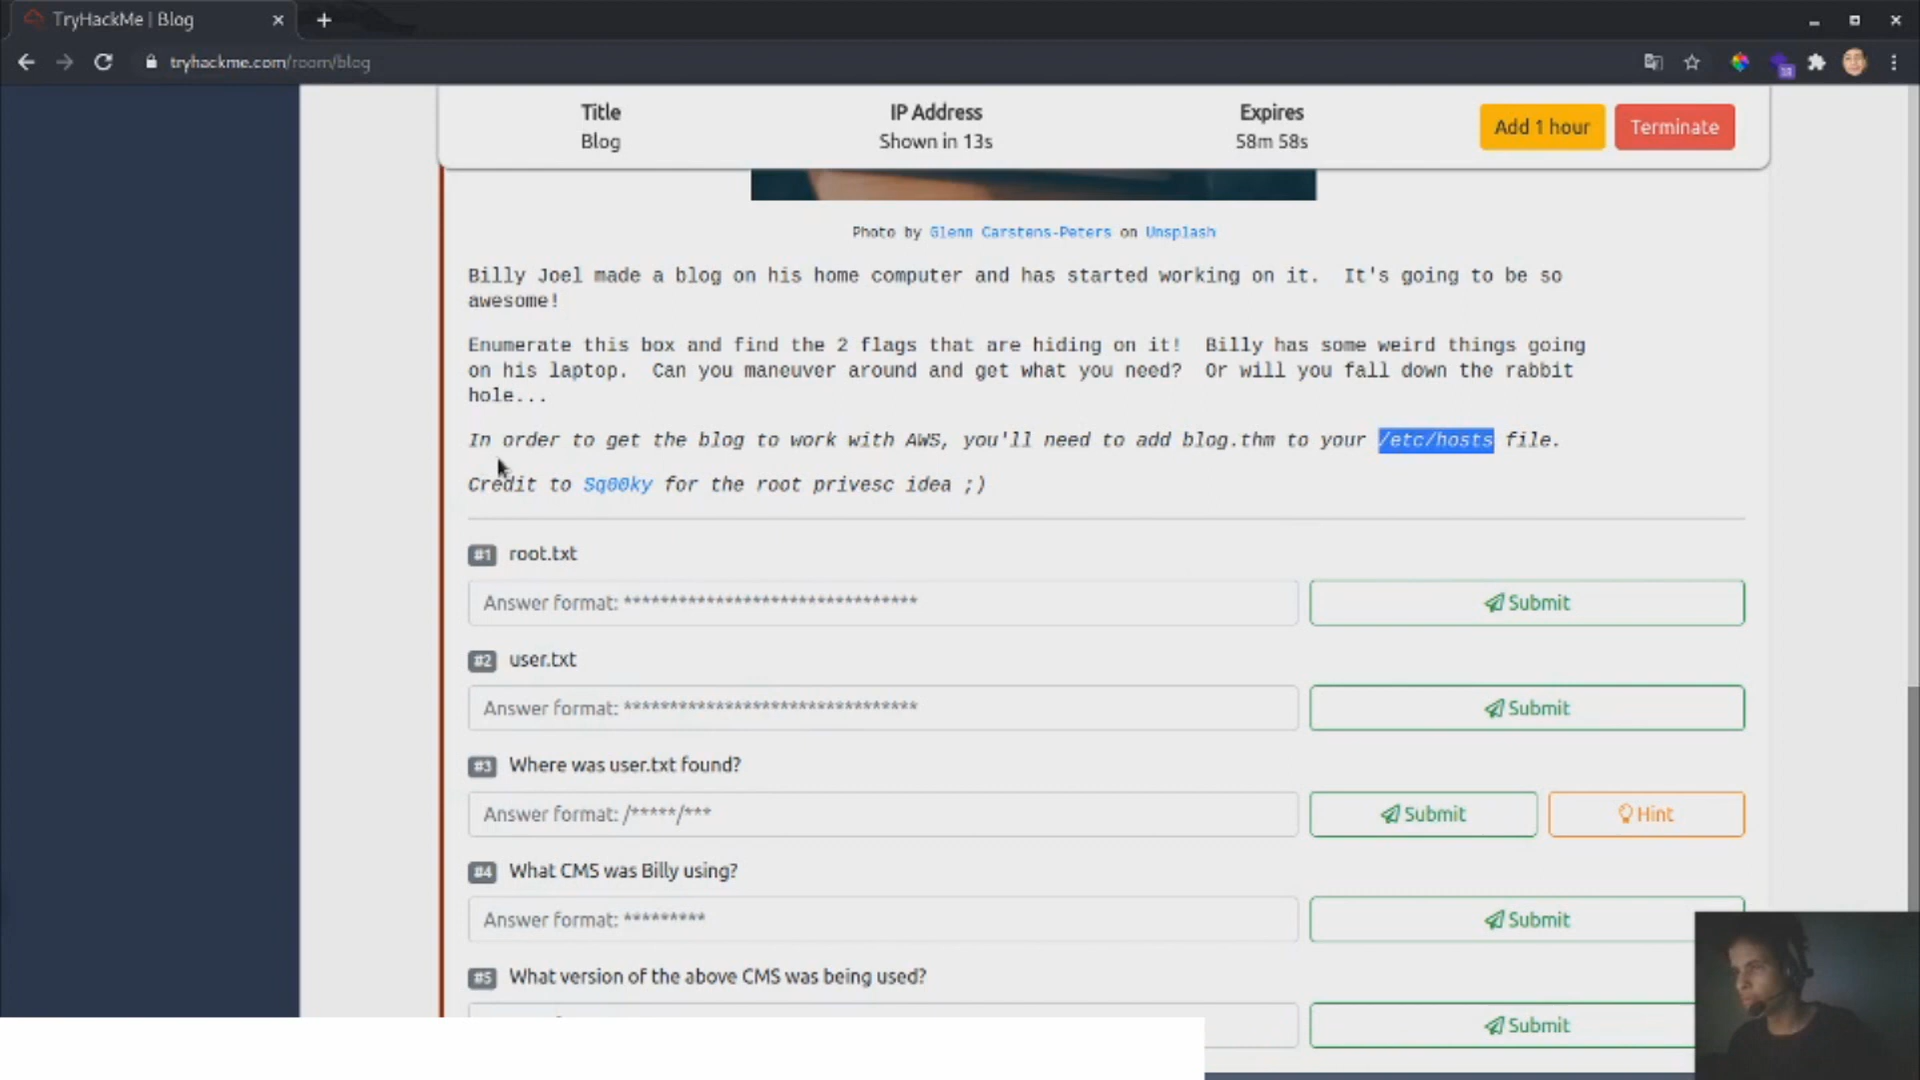 TryHackMe | Blog
tryhackme.com/room/blog
Title
Blog
IP Address
Shown in 13s
Expires
58m 58s
Add 1 hour
Terminate
Photo by Glenn Carstens-Peters on Unsplash
Billy Joel made a blog on his home computer and has started working on it.  It's going to be so
awesome!
Enumerate this box and find the 2 flags that are hiding on it!  Billy has some weird things going
on his laptop.  Can you maneuver around and get what you need?  Or will you fall down the rabbit
hole...
In order to get the blog to work with AWS, you'll need to add blog.thm to your /etc/hosts file.
Credit to Sq00ky for the root privesc idea ;)
#1 root.txt
Answer format: ********************************
Submit
#2 user.txt
Answer format: ********************************
Submit
#3 Where was user.txt found?
Answer format: /*****/***
Submit
Hint
#4 What CMS was Billy using?
Answer format: *********
Submit
#5 What version of the above CMS was being used?
Submit